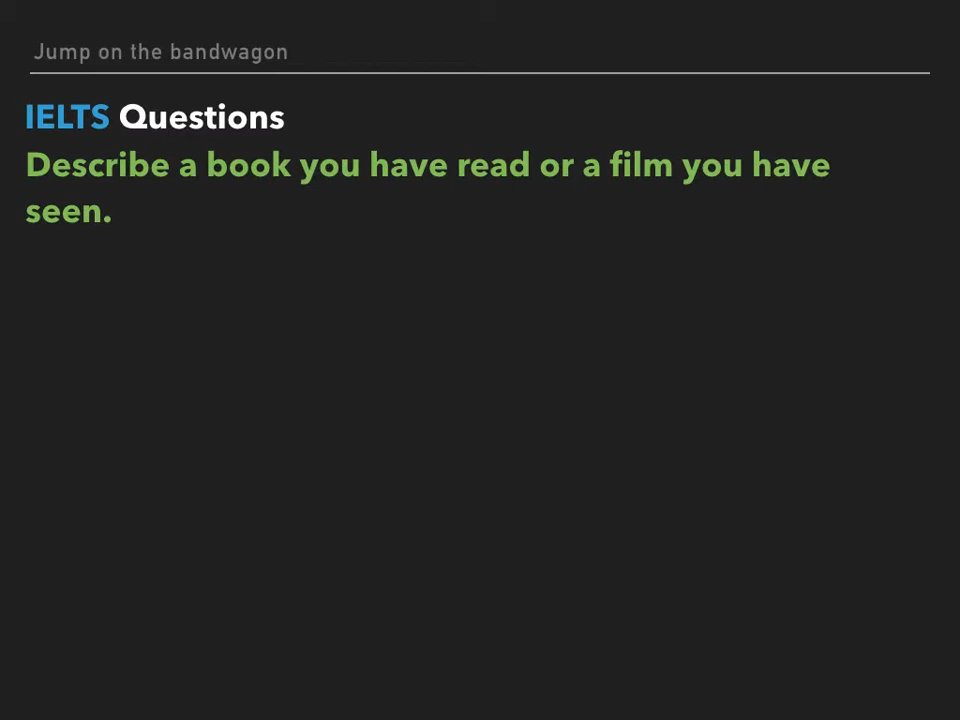 Jump on the bandwagon
IELTS Questions
Describe a book you have read or a film you have
seen.